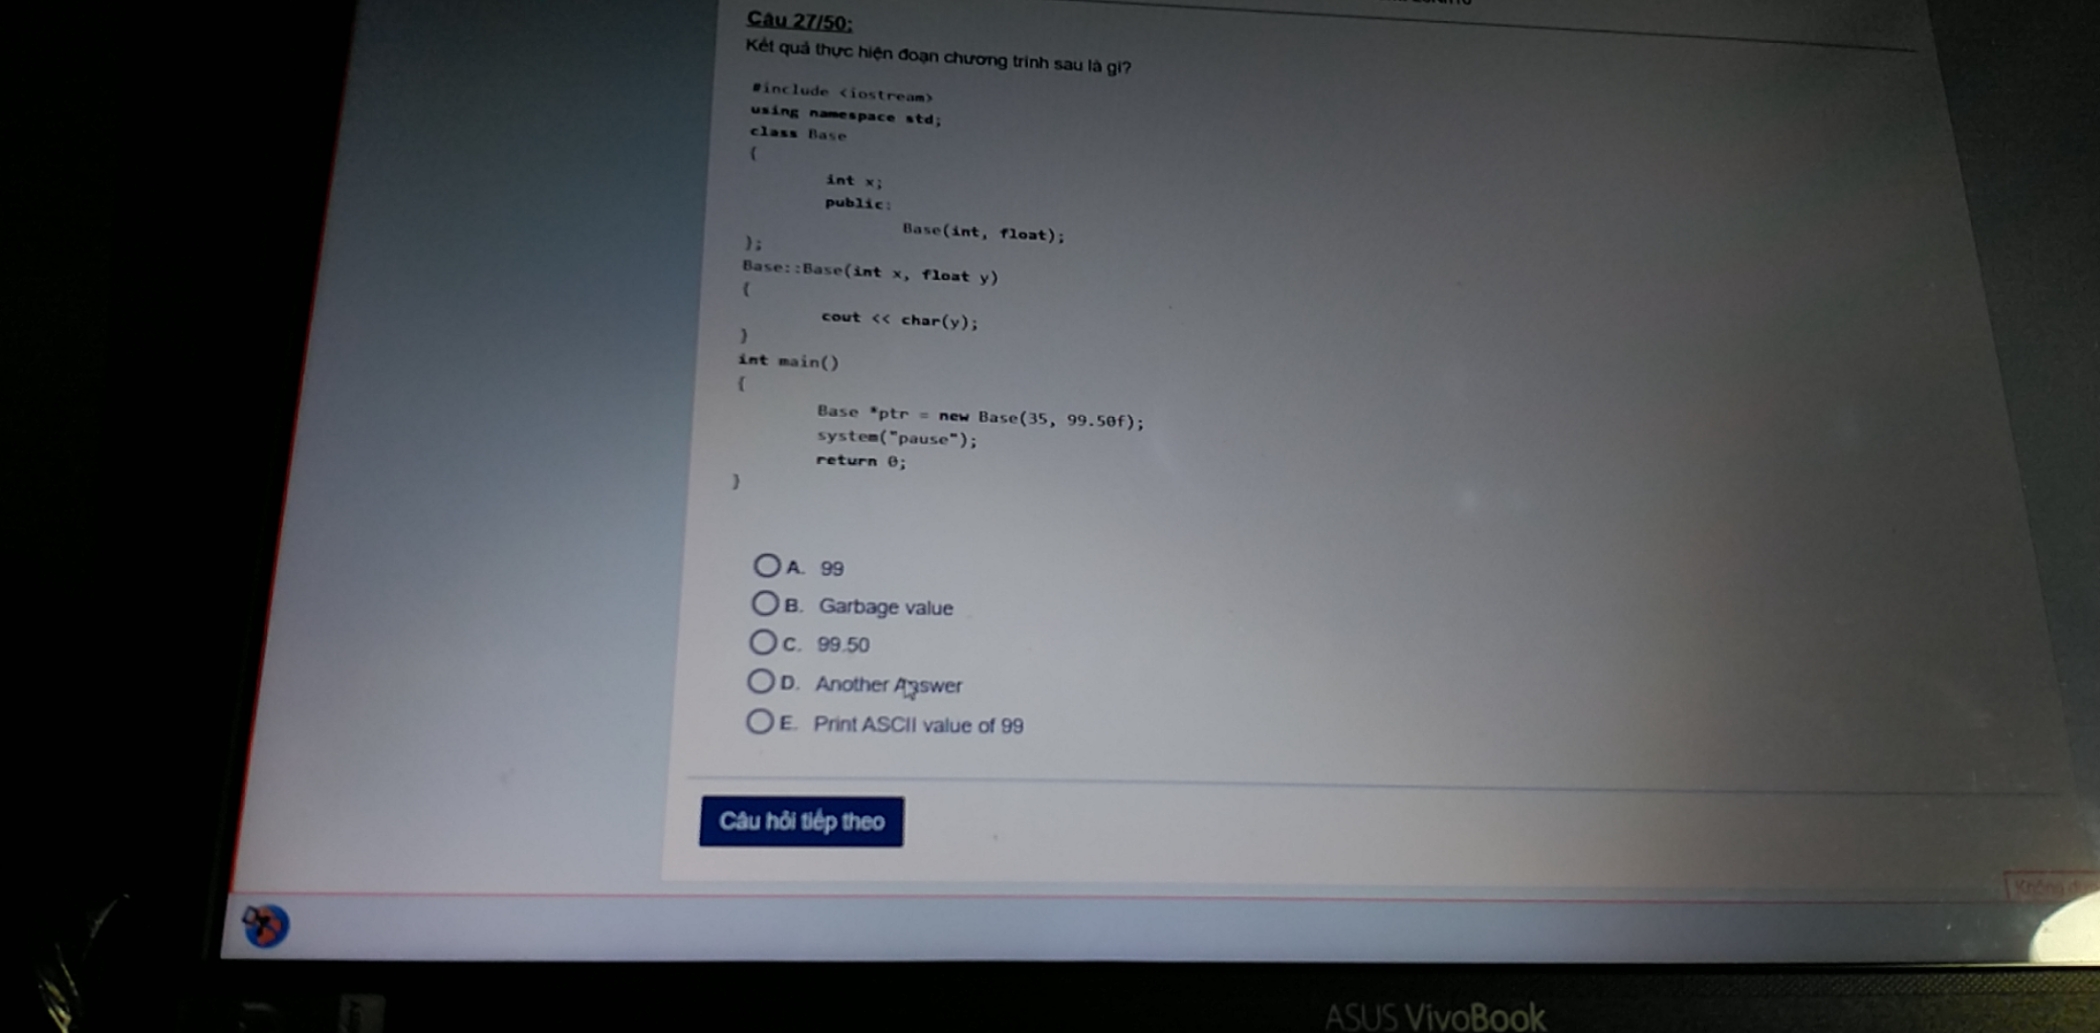 Câu 27/50:
Kết quả thực hiện đoạn chương trình sau là gì?
#include <iostream>
using namespace std;
class Base
{
int x;
public:
Base(int, float);
};
Base::Base(int x, float y)
{
cout << char(y);
}
int main()
{
Base *ptr = new Base(35, 99.50f);
system("pause");
return 0;
}
A. 99
B. Garbage value
C. 99.50
D. Another Answer
E. Print ASCII value of 99
Câu hỏi tiếp theo
Không
ASUS VivoBook